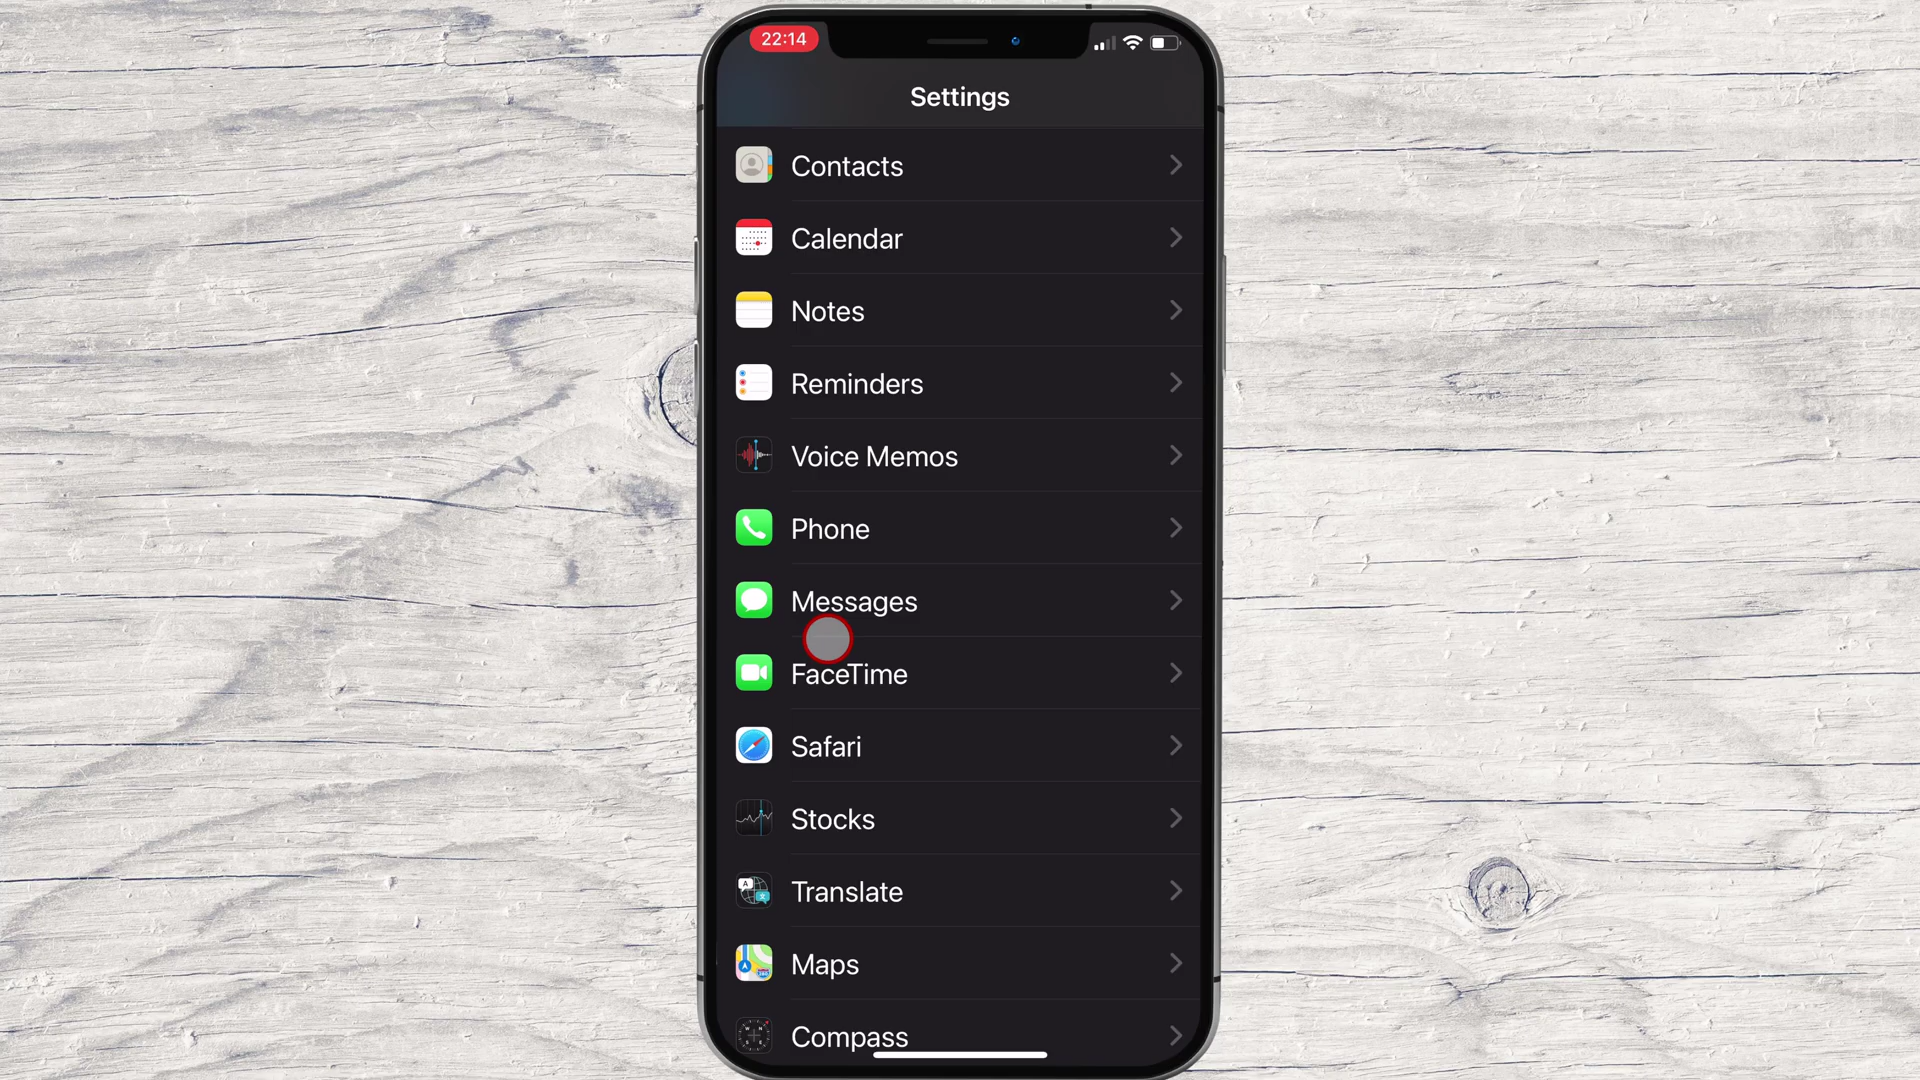 22:14
Settings
Contacts
Calendar
Notes
Reminders
Voice Memos
Phone
Messages
FaceTime
Safari
Stocks
Translate
Maps
Compass